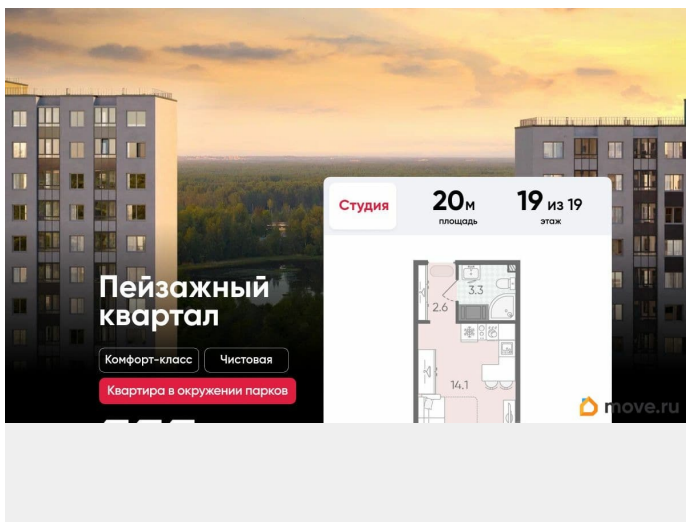 Студия
20м
площадь
19 из 19
этаж
Пейзажный
квартал
Комфорт-класс
Чистовая
Квартира в окружении парков
3.3
2.6
14.1
move.ru